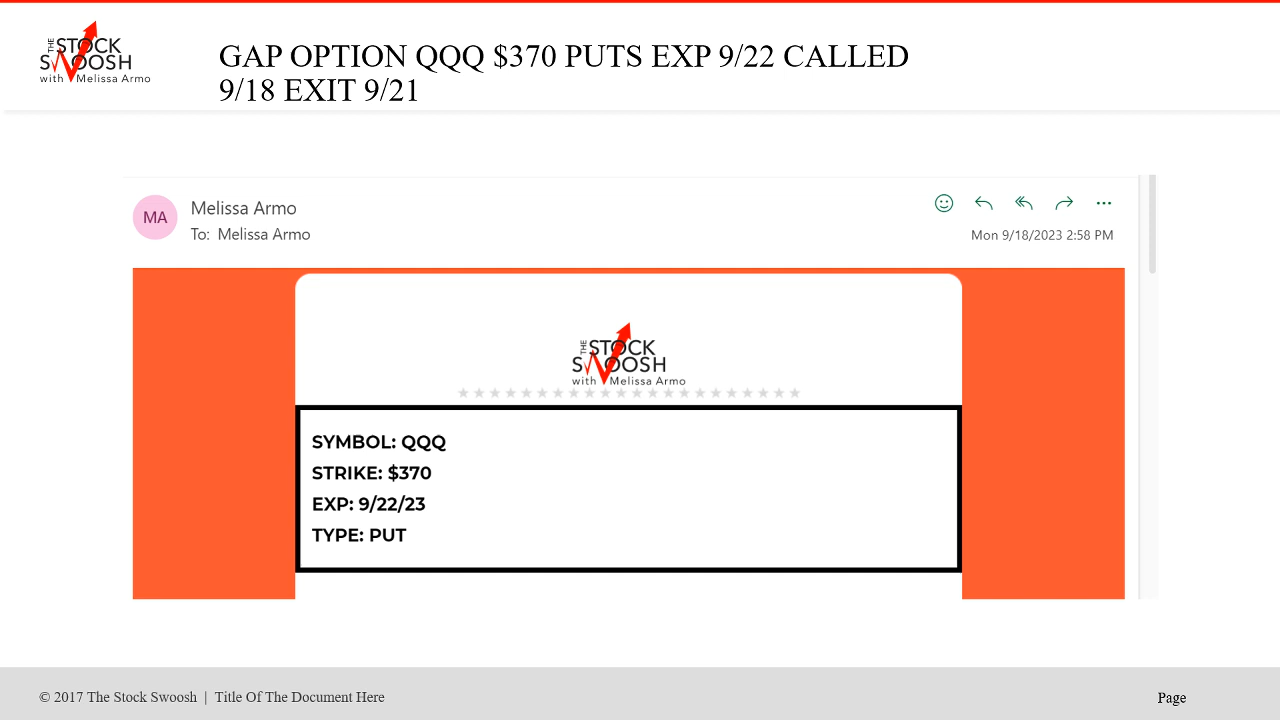 THE STOCK
SWOOSH
with Melissa Armo
GAP OPTION QQQ $370 PUTS EXP 9/22 CALLED
9/18 EXIT 9/21
MA
Melissa Armo
To: Melissa Armo
Mon 9/18/2023 2:58 PM
THE STOCK
SWOOSH
with Melissa Armo
SYMBOL: QQQ
STRIKE: $370
EXP: 9/22/23
TYPE: PUT
© 2017 The Stock Swoosh | Title Of The Document Here
Page